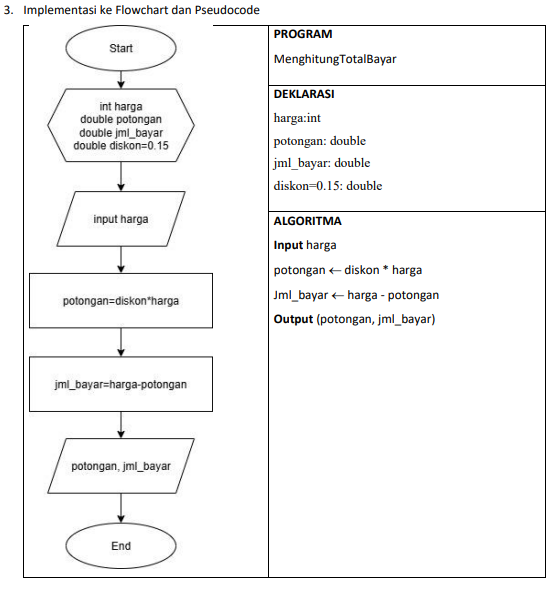 3. Implementasi ke Flowchart dan Pseudocode
Start
int harga
double potongan
double jml_bayar
double diskon=0.15
input harga
potongan=diskon*harga
jml_bayar=harga-potongan
potongan, jml_bayar
End
PROGRAM
MenghitungTotalBayar
DEKLARASI
harga:int
potongan: double
jml_bayar: double
diskon=0.15: double
ALGORITMA
Input harga
potongan ← diskon * harga
Jml_bayar ← harga - potongan
Output (potongan, jml_bayar)